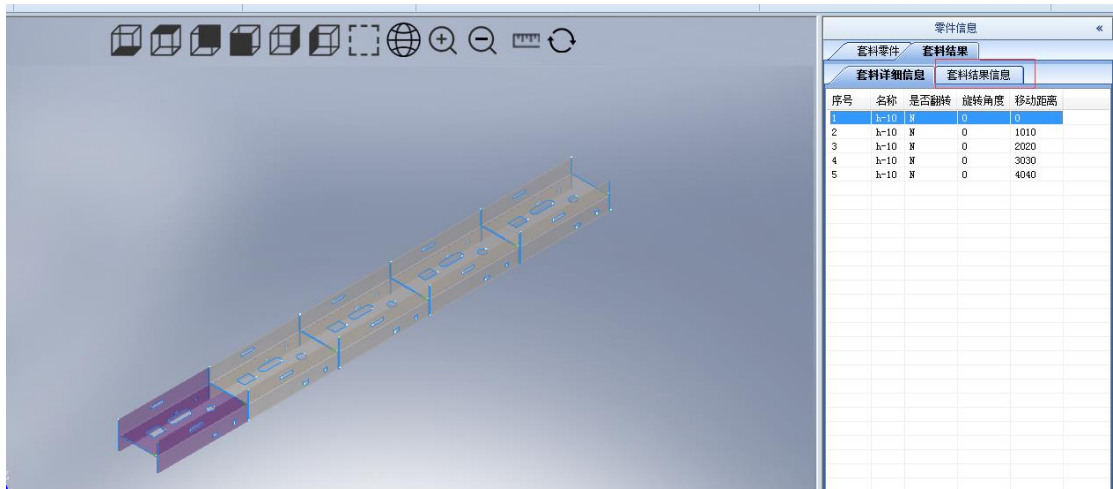 零件信息 «
套料零件 套料结果
套料详细信息 套料结果信息
序号 名称 是否翻转 旋转角度 移动距离
1 h-10 N 0 0
2 h-10 N 0 1010
3 h-10 N 0 2020
4 h-10 N 0 3030
5 h-10 N 0 4040